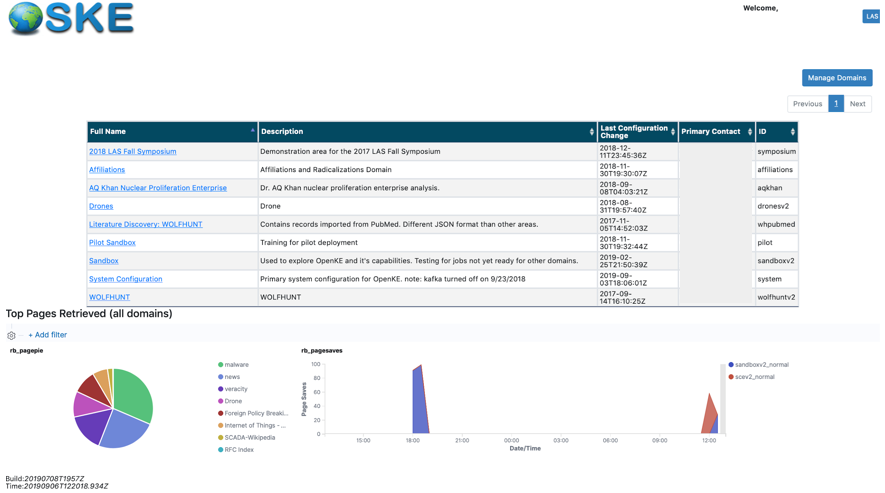 SKE
Welcome,
LAS
Manage Domains
Previous 1 Next
Full Name Description Last Configuration Change Primary Contact ID
2018 LAS Fall Symposium Demonstration area for the 2017 LAS Fall Symposium 2018-12-11T23:45:36Z symposium
Affiliations Affiliations and Radicalizations Domain 2018-11-30T19:30:07Z affiliations
AQ Khan Nuclear Proliferation Enterprise Dr. AQ Khan nuclear proliferation enterprise analysis. 2018-09-08T04:03:21Z aqkhan
Drones Drone 2018-08-31T19:57:40Z dronesv2
Literature Discovery: WOLFHUNT Contains records imported from PubMed. Different JSON format than other areas. 2017-11-05T14:52:03Z whpubmed
Pilot Sandbox Training for pilot deployment 2018-11-30T19:32:44Z pilot
Sandbox Used to explore OpenKE and it's capabilities. Testing for jobs not yet ready for other domains. 2019-02-25T21:50:39Z sandboxv2
System Configuration Primary system configuration for OpenKE. note: kafka turned off on 9/23/2018 2019-09-03T18:06:01Z system
WOLFHUNT WOLFHUNT 2017-09-14T16:10:25Z wolfhuntv2
Top Pages Retrieved (all domains)
+ Add filter
rb_pagepie
malware
news
veracity
Drone
Foreign Policy Breaki...
Internet of Things - ...
SCADA-Wikipedia
RFC Index
rb_pagesaves
Page Saves
100
80
60
40
20
0
15:00 18:00 21:00 00:00 03:00 06:00 09:00 12:00
Date/Time
sandboxv2_normal
scev2_normal
Build:20190708T1957Z
Time:20190906T122018.934Z